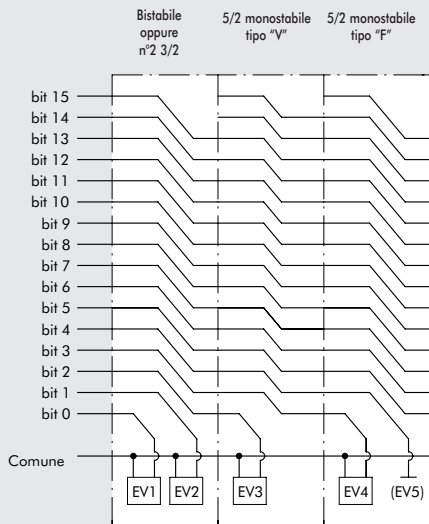 Bistabile
oppure
n°2 3/2
5/2 monostabile
tipo "V"
5/2 monostabile
tipo "F"
bit 15
bit 14
bit 13
bit 12
bit 11
bit 10
bit 9
bit 8
bit 7
bit 6
bit 5
bit 4
bit 3
bit 2
bit 1
bit 0
Comune
EV1
EV2
EV3
EV4
(EV5)